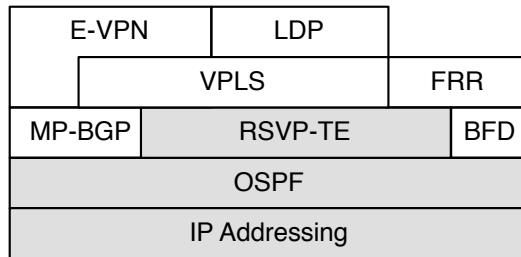 E-VPN LDP
VPLS FRR
MP-BGP RSVP-TE BFD
OSPF
IP Addressing